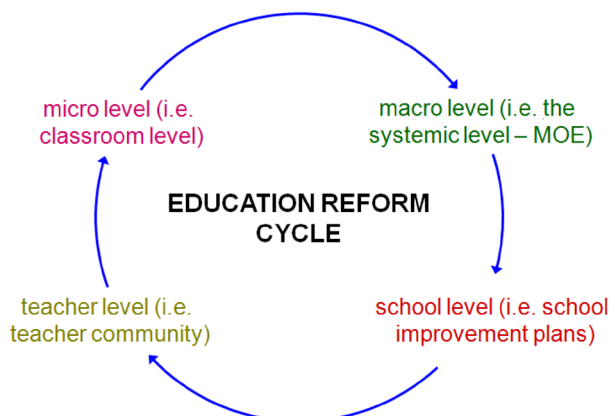 micro level (i.e.
classroom level)
macro level (i.e. the
systemic level – MOE)
EDUCATION REFORM
CYCLE
teacher level (i.e.
teacher community)
school level (i.e. school
improvement plans)